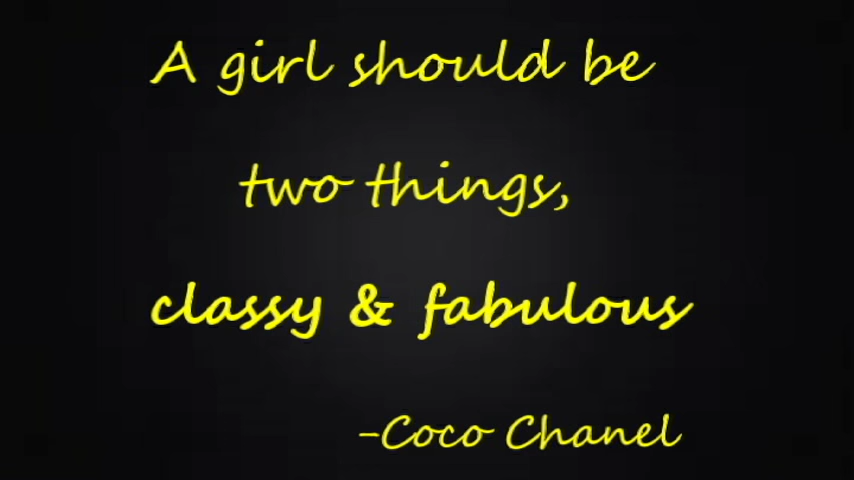 A girl should be
two things,
classy & fabulous
-Coco Chanel